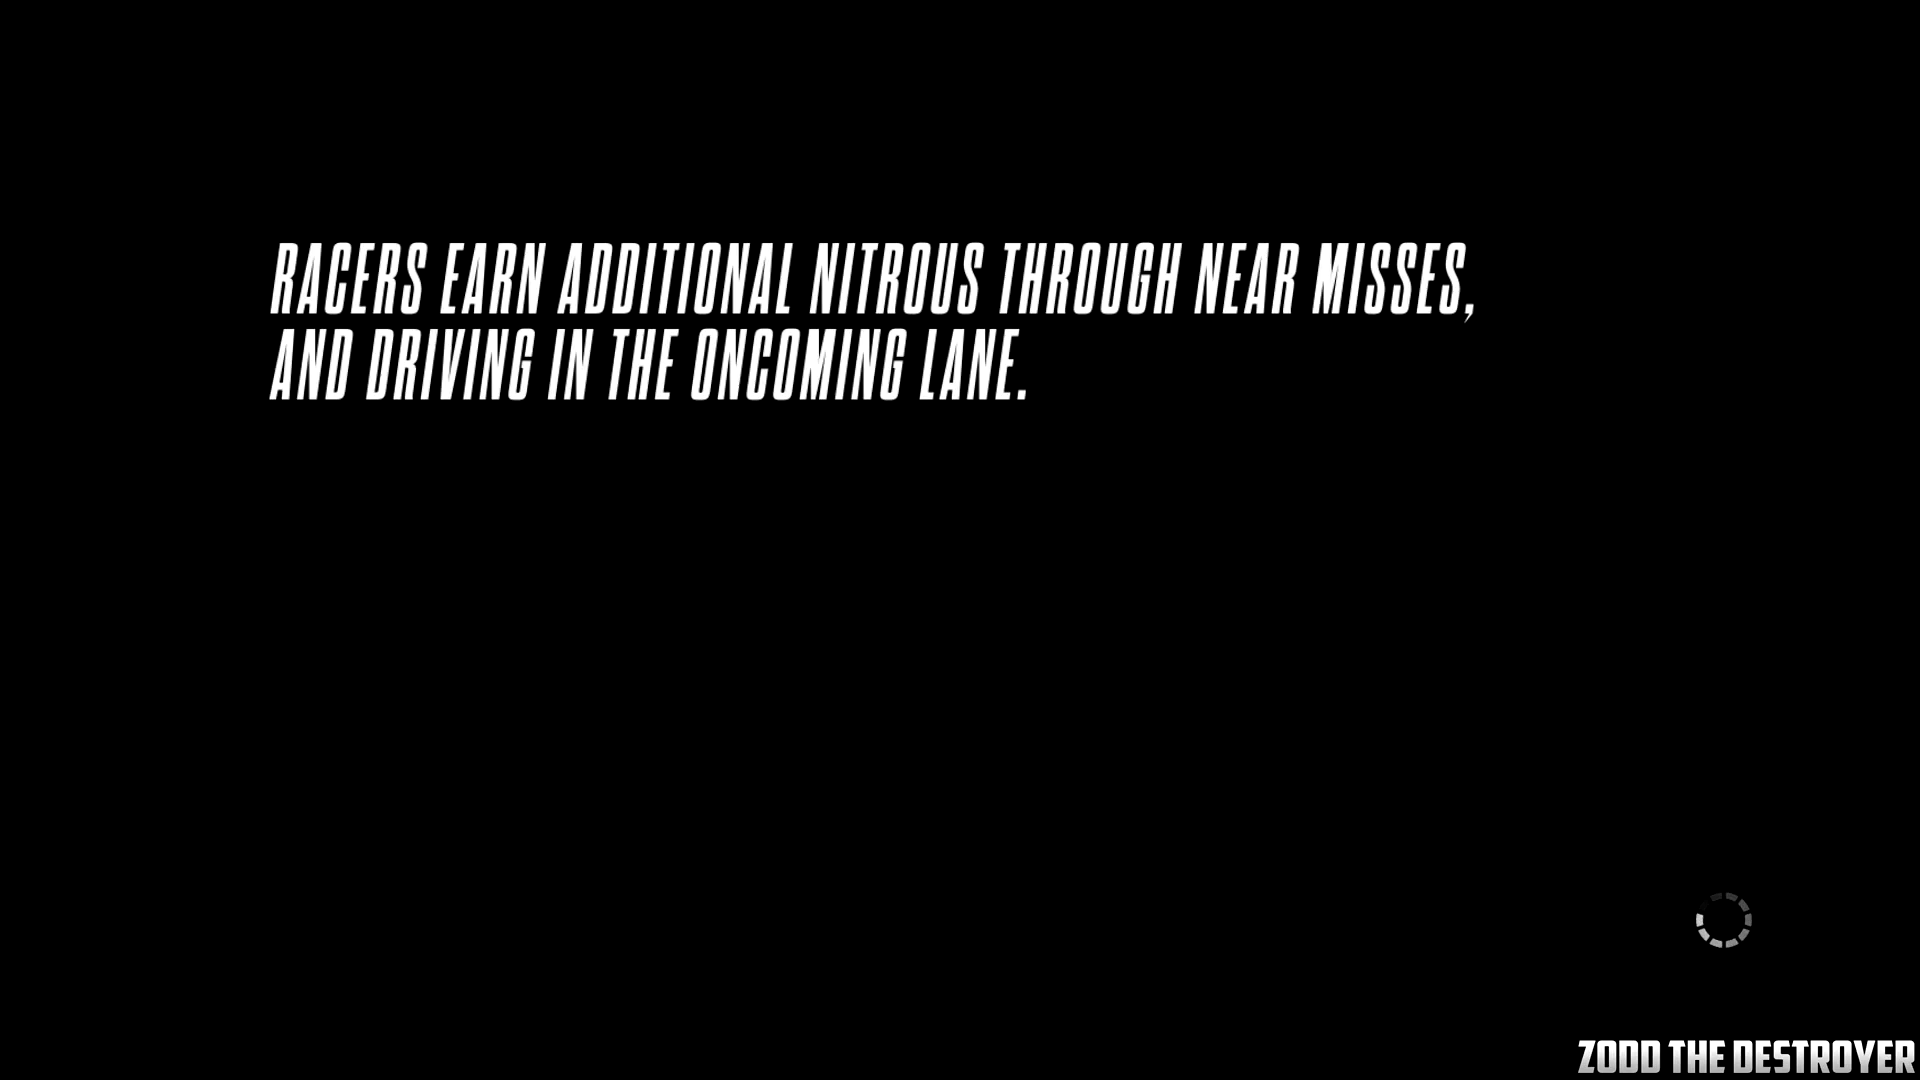 RACERS EARN ADDITIONAL NITROUS THROUGH NEAR MISSES,
AND DRIVING IN THE ONCOMING LANE.
ZODD THE DESTROYER